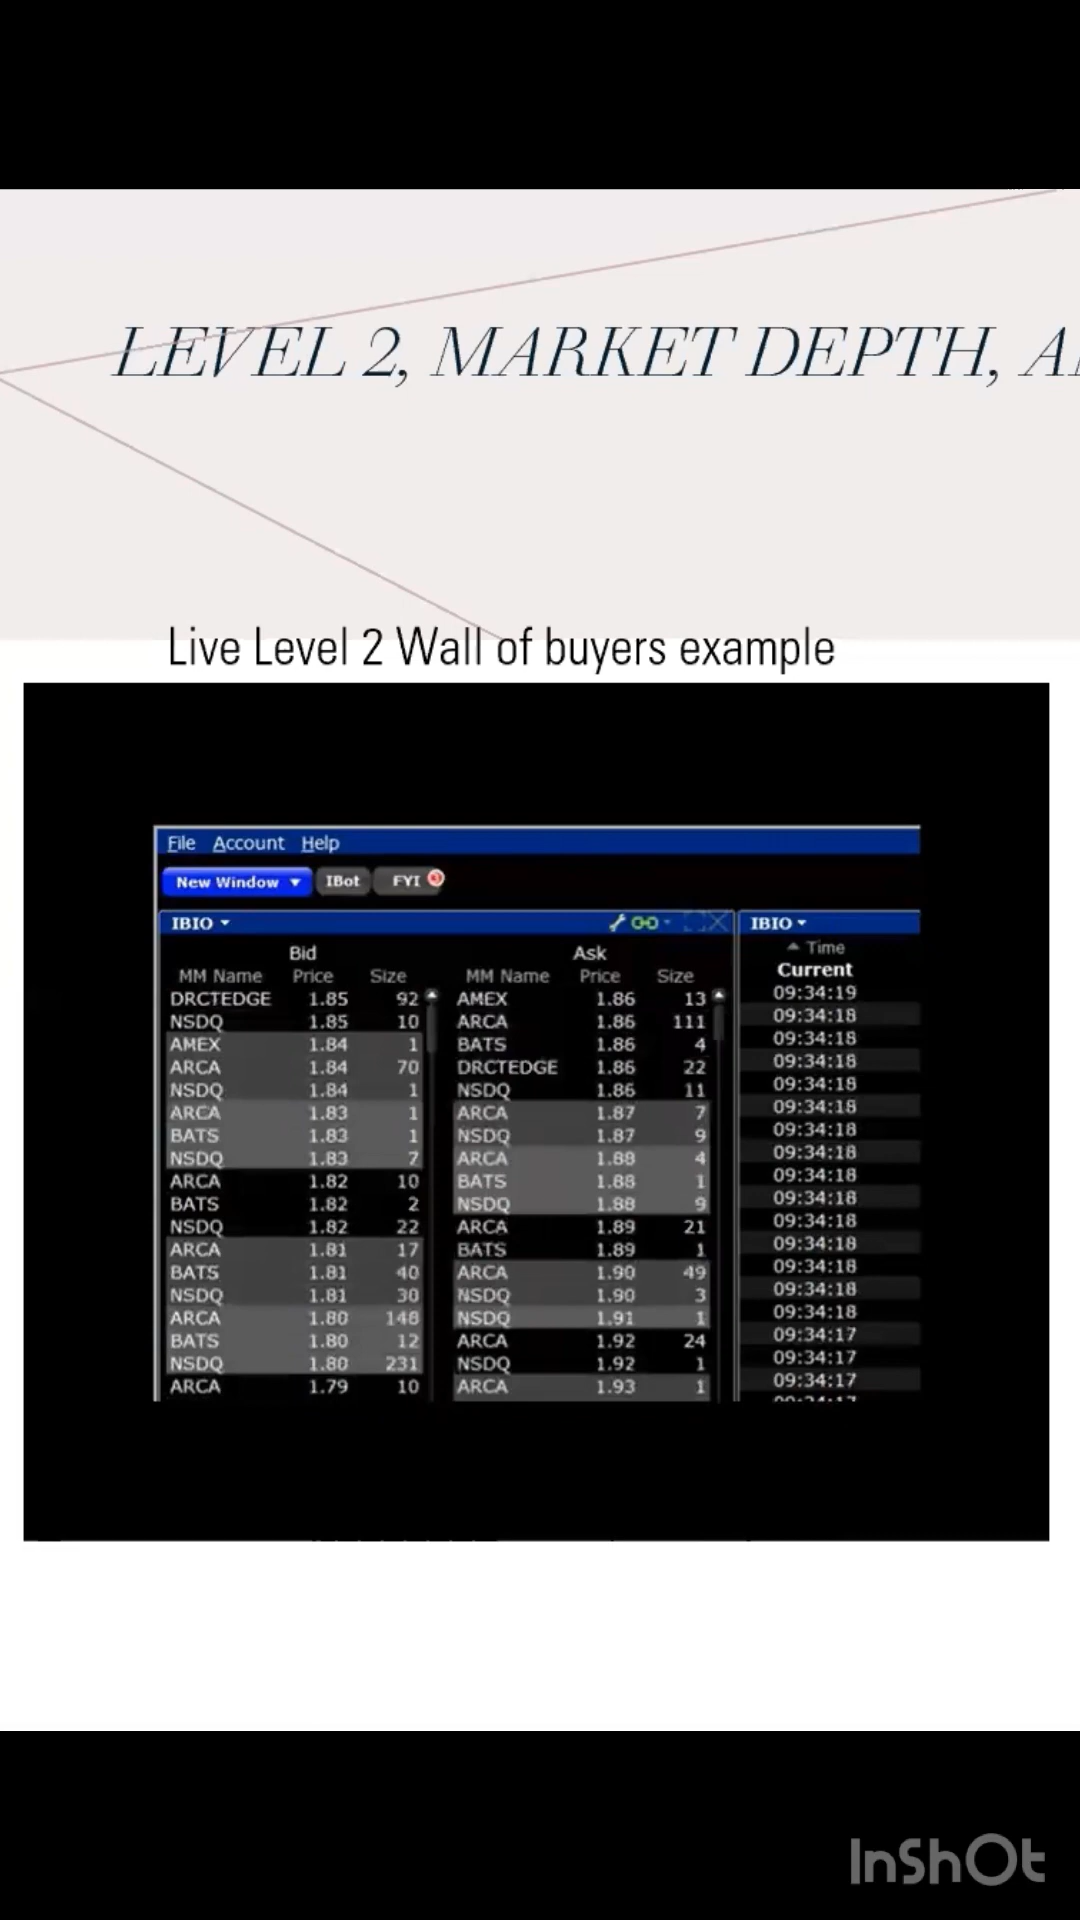 LEVEL 2, MARKET DEPTH, A
Live Level 2 Wall of buyers example
File Account Help
New Window IBot FYI
IBIO IBIO
Bid Ask Time
MM Name Price Size MM Name Price Size Current
DRCTEDGE 1.85 92 AMEX 1.86 13 09:34:19
NSDQ 1.85 10 ARCA 1.86 111 09:34:18
AMEX 1.84 1 BATS 1.86 4 09:34:18
ARCA 1.84 70 DRCTEDGE 1.86 22 09:34:18
NSDQ 1.84 1 NSDQ 1.86 11 09:34:18
ARCA 1.83 1 ARCA 1.87 7 09:34:18
BATS 1.83 1 NSDQ 1.87 9 09:34:18
NSDQ 1.83 7 ARCA 1.88 4 09:34:18
ARCA 1.82 10 BATS 1.88 1 09:34:18
BATS 1.82 2 NSDQ 1.88 9 09:34:18
NSDQ 1.82 22 ARCA 1.89 21 09:34:18
ARCA 1.81 17 BATS 1.89 1 09:34:18
BATS 1.81 40 ARCA 1.90 49 09:34:18
NSDQ 1.81 30 NSDQ 1.90 3 09:34:18
ARCA 1.80 148 NSDQ 1.91 1 09:34:18
BATS 1.80 12 ARCA 1.92 24 09:34:17
NSDQ 1.80 231 NSDQ 1.92 1 09:34:17
ARCA 1.79 10 ARCA 1.93 1 09:34:17
InShOt